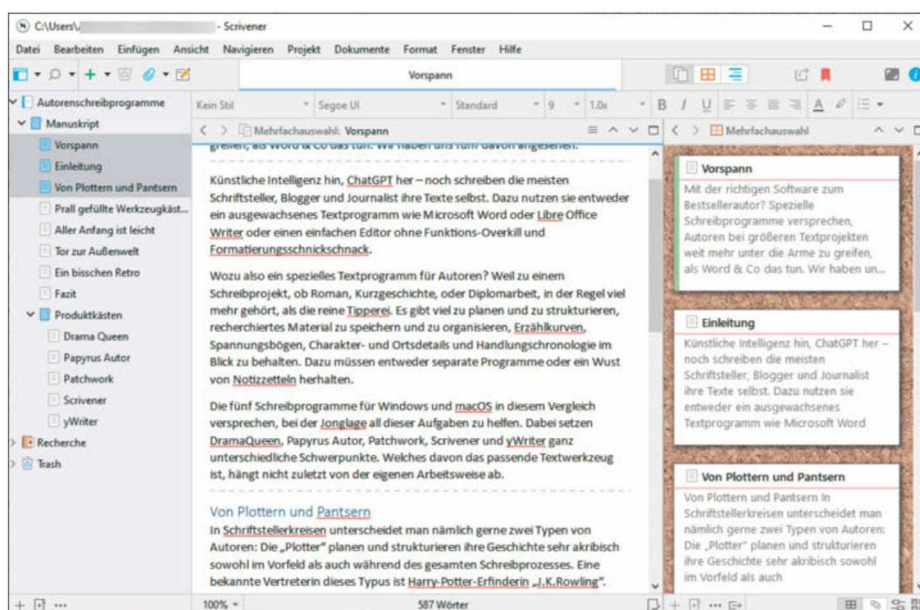 C:\Users\ - Scrivener
Datei Bearbeiten Einfügen Ansicht Navigieren Projekt Dokumente Format Fenster Hilfe
Vorspann
Kein Stil Segoe UI Standard 9 1.0x B I U A
Autorenschreibprogramme
Manuskript
Vorspann
Einleitung
Von Plottern und Pantsern
Prall gefüllte Werkzeugkäst...
Aller Anfang ist leicht
Tor zur Außenwelt
Ein bisschen Retro
Fazit
Produktkästen
Drama Queen
Papyrus Autor
Patchwork
Scrivener
yWriter
Recherche
Trash
Mehrfachauswahl: Vorspann
greifen, als Word & Co das tun. Wir haben uns fünf davon angesehen.
Künstliche Intelligenz hin, ChatGPT her – noch schreiben die meisten
Schriftsteller, Blogger und Journalist ihre Texte selbst. Dazu nutzen sie entweder
ein ausgewachsenes Textprogramm wie Microsoft Word oder Libre Office
Writer oder einen einfachen Editor ohne Funktions-Overkill und
Formatierungsschnickschnack.
Wozu also ein spezielles Textprogramm für Autoren? Weil zu einem
Schreibprojekt, ob Roman, Kurzgeschichte, oder Diplomarbeit, in der Regel viel
mehr gehört, als die reine Tipperei. Es gibt viel zu planen und zu strukturieren,
recherchiertes Material zu speichern und zu organisieren, Erzählkurven,
Spannungsbögen, Charakter- und Ortsdetails und Handlungschronologie im
Blick zu behalten. Dazu müssen entweder separate Programme oder ein Wust
von Notizzetteln herhalten.
Die fünf Schreibprogramme für Windows und macOS in diesem Vergleich
versprechen, bei der Jonglage all dieser Aufgaben zu helfen. Dabei setzen
DramaQueen, Papyrus Autor, Patchwork, Scrivener und yWriter ganz
unterschiedliche Schwerpunkte. Welches davon das passende Textwerkzeug
ist, hängt nicht zuletzt von der eigenen Arbeitsweise ab.
Von Plottern und Pantsern
In Schriftstellerkreisen unterscheidet man nämlich gerne zwei Typen von
Autoren: Die „Plotter“ planen und strukturieren ihre Geschichte sehr akribisch
sowohl im Vorfeld als auch während des gesamten Schreibprozesses. Eine
bekannte Vertreterin dieses Typus ist Harry-Potter-Erfinderin „J.K.Rowling“.
100% 587 Wörter
Mehrfachauswahl
Vorspann
Mit der richtigen Software zum
Bestsellerautor? Spezielle
Schreibprogramme versprechen,
Autoren bei größeren Textprojekten
weit mehr unter die Arme zu greifen,
als Word & Co das tun. Wir haben un...
Einleitung
Künstliche Intelligenz hin, ChatGPT her –
noch schreiben die meisten
Schriftsteller, Blogger und Journalist
ihre Texte selbst. Dazu nutzen sie
entweder ein ausgewachsenes
Textprogramm wie Microsoft Word
Von Plottern und Pantsern
Von Plottern und Pantsern In
Schriftstellerkreisen unterscheidet man
nämlich gerne zwei Typen von Autoren:
Die „Plotter“ planen und strukturieren
ihre Geschichte sehr akribisch sowohl
im Vorfeld als auch